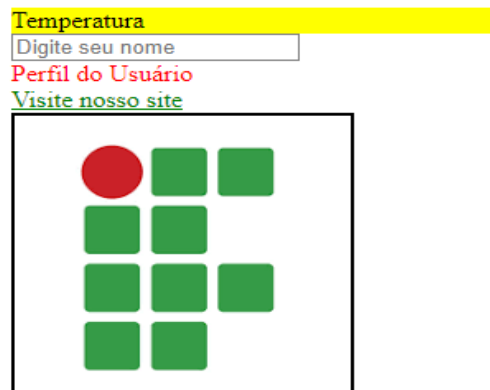 Temperatura
Digite seu nome
Perfil do Usuário
Visite nosso site